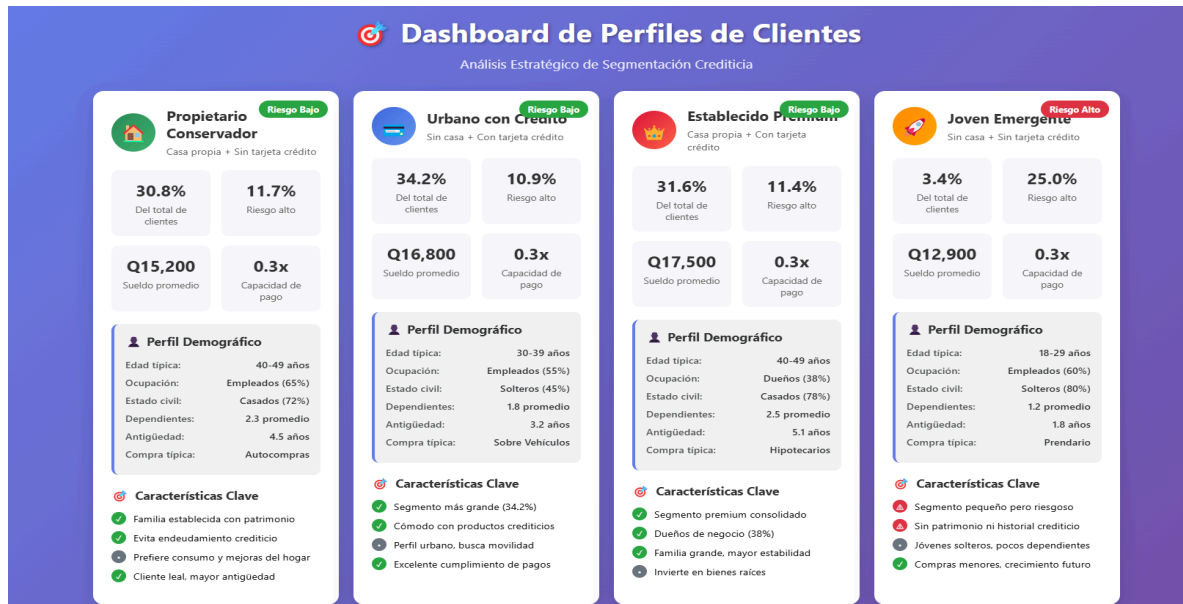 Dashboard de Perfiles de Clientes
Análisis Estratégico de Segmentación Crediticia
Riesgo Bajo
Propietario
Conservador
Casa propia + Sin tarjeta crédito
30.8%
Del total de
clientes
11.7%
Riesgo alto
Q15,200
Sueldo promedio
0.3x
Capacidad de
pago
Perfil Demográfico
Edad típica: 40-49 años
Ocupación: Empleados (65%)
Estado civil: Casados (72%)
Dependientes: 2.3 promedio
Antigüedad: 4.5 años
Compra típica: Autocompras
Características Clave
Familia establecida con patrimonio
Evita endeudamiento crediticio
Prefiere consumo y mejoras del hogar
Cliente leal, mayor antigüedad
Riesgo Bajo
Urbano con Crédito
Sin casa + Con tarjeta crédito
34.2%
Del total de
clientes
10.9%
Riesgo alto
Q16,800
Sueldo promedio
0.3x
Capacidad de
pago
Perfil Demográfico
Edad típica: 30-39 años
Ocupación: Empleados (55%)
Estado civil: Solteros (45%)
Dependientes: 1.8 promedio
Antigüedad: 3.2 años
Compra típica: Sobre Vehículos
Características Clave
Segmento más grande (34.2%)
Cómodo con productos crediticios
Perfil urbano, busca movilidad
Excelente cumplimiento de pagos
Riesgo Bajo
Establecido Premium
Casa propia + Con tarjeta
crédito
31.6%
Del total de
clientes
11.4%
Riesgo alto
Q17,500
Sueldo promedio
0.3x
Capacidad de
pago
Perfil Demográfico
Edad típica: 40-49 años
Ocupación: Dueños (38%)
Estado civil: Casados (78%)
Dependientes: 2.5 promedio
Antigüedad: 5.1 años
Compra típica: Hipotecarios
Características Clave
Segmento premium consolidado
Dueños de negocio (38%)
Familia grande, mayor estabilidad
Invierte en bienes raíces
Riesgo Alto
Joven Emergente
Sin casa + Sin tarjeta crédito
3.4%
Del total de
clientes
25.0%
Riesgo alto
Q12,900
Sueldo promedio
0.3x
Capacidad de
pago
Perfil Demográfico
Edad típica: 18-29 años
Ocupación: Empleados (60%)
Estado civil: Solteros (80%)
Dependientes: 1.2 promedio
Antigüedad: 1.8 años
Compra típica: Prendario
Características Clave
Segmento pequeño pero riesgoso
Sin patrimonio ni historial crediticio
Jóvenes solteros, pocos dependientes
Compras menores, crecimiento futuro